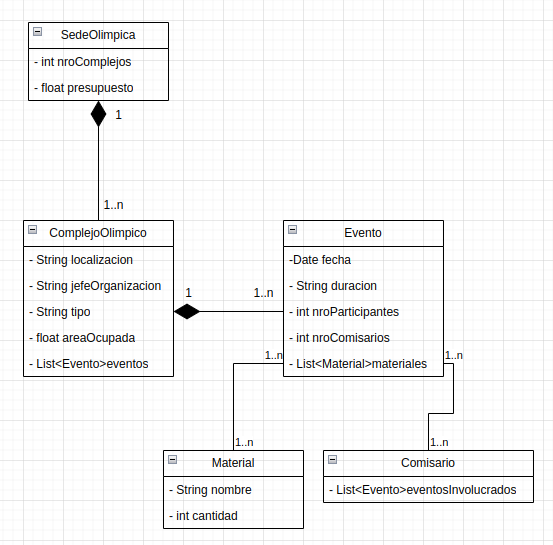 SedeOlimpica
- int nroComplejos
- float presupuesto
1
1..n
ComplejoOlimpico
- String localizacion
- String jefeOrganizacion
- String tipo
- float areaOcupada
- List<Evento>eventos
1
1..n
Evento
-Date fecha
- String duracion
- int nroParticipantes
- int nroComisarios
- List<Material>materiales
1..n
1..n
1..n
1..n
Material
- String nombre
- int cantidad
Comisario
- List<Evento>eventosInvolucrados